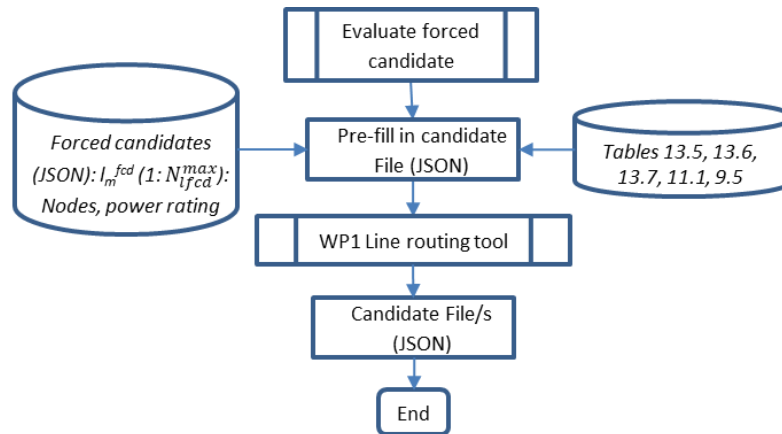 Evaluate forced
candidate
Forced candidates
(JSON): l_m^fcd (1: N_lfcd^max):
Nodes, power rating
Pre-fill in candidate
File (JSON)
Tables 13.5, 13.6,
13.7, 11.1, 9.5
WP1 Line routing tool
Candidate File/s
(JSON)
End